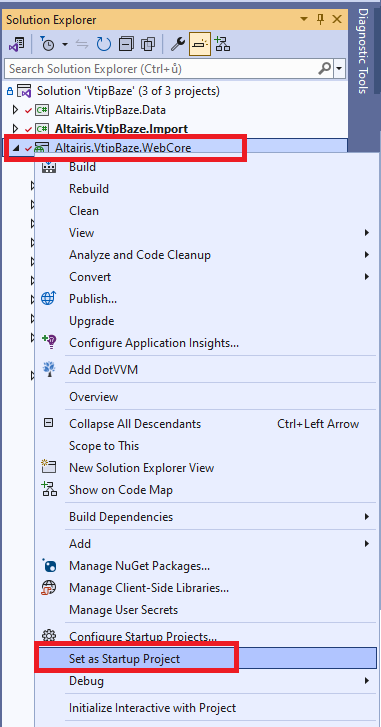 Solution Explorer
Search Solution Explorer (Ctrl+ů)
Solution 'VtipBaze' (3 of 3 projects)
C# Altairis.VtipBaze.Data
C# Altairis.VtipBaze.Import
Altairis.VtipBaze.WebCore
Build
Rebuild
Clean
View
Analyze and Code Cleanup
Convert
Publish...
Upgrade
Configure Application Insights...
Add DotVVM
Overview
Collapse All Descendants Ctrl+Left Arrow
Scope to This
New Solution Explorer View
Show on Code Map
Build Dependencies
Add
Manage NuGet Packages...
Manage Client-Side Libraries...
Manage User Secrets
Configure Startup Projects...
Set as Startup Project
Debug
Initialize Interactive with Project
Diagnostic Tools